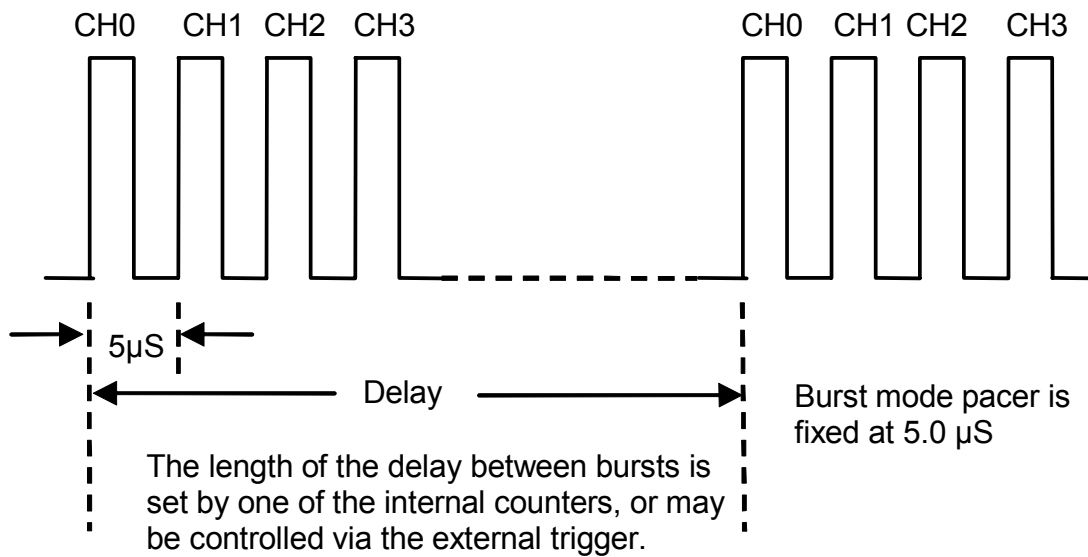 CH0 CH1 CH2 CH3 CH0 CH1 CH2 CH3
5µS
Delay
Burst mode pacer is
fixed at 5.0 µS
The length of the delay between bursts is
set by one of the internal counters, or may
be controlled via the external trigger.